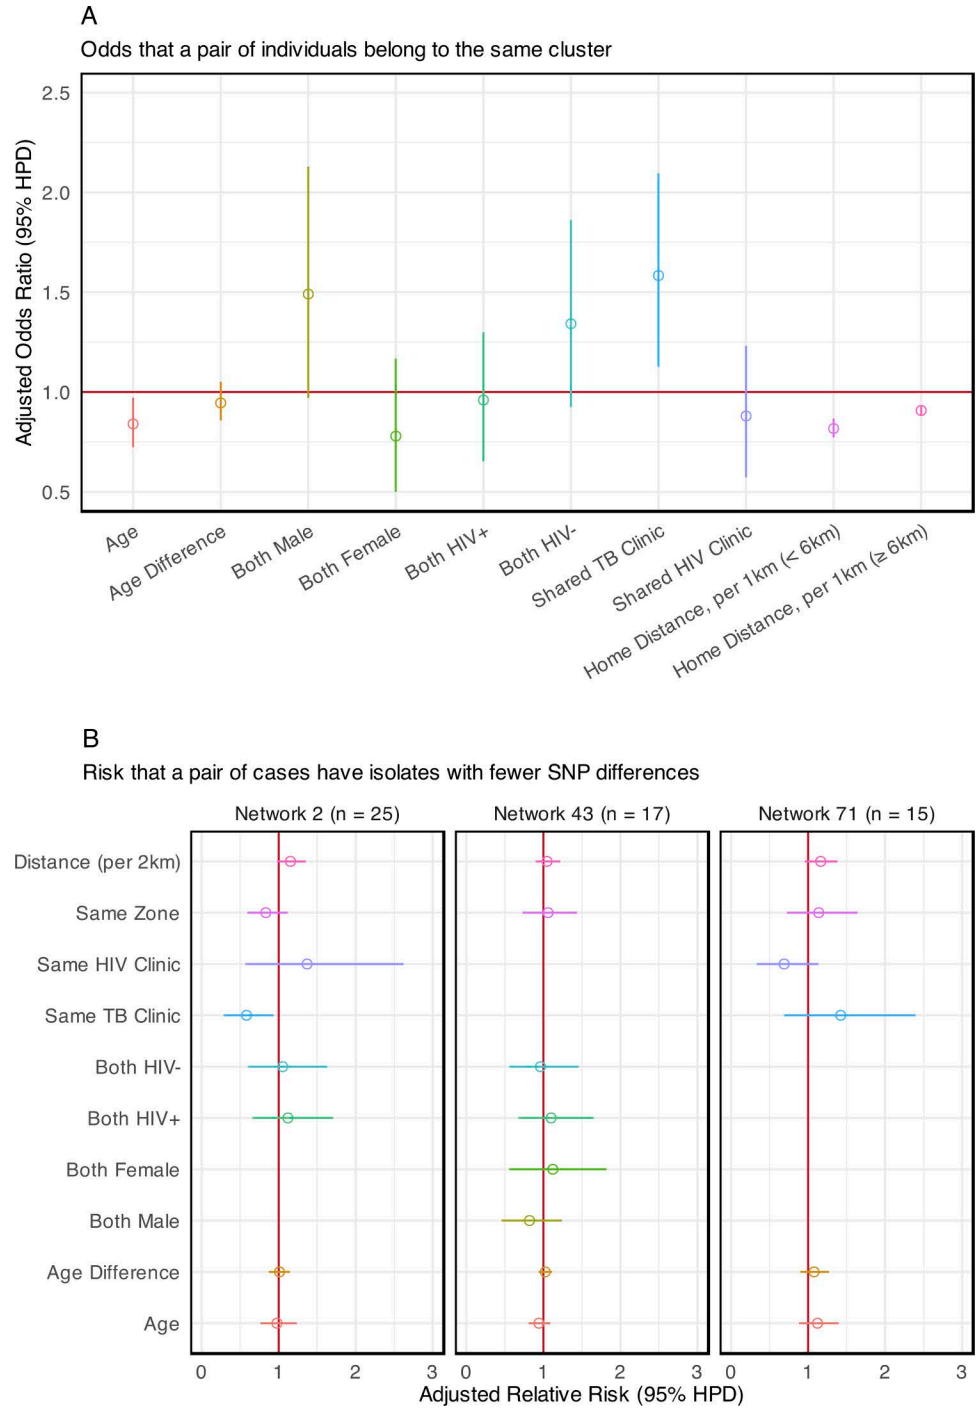 A
Odds that a pair of individuals belong to the same cluster
Adjusted Odds Ratio (95% HPD)
2.5
2.0
1.5
1.0
0.5
Age
Age Difference
Both Male
Both Female
Both HIV+
Both HIV-
Shared TB Clinic
Shared HIV Clinic
Home Distance, per 1km (< 6km)
Home Distance, per 1km (≥ 6km)
B
Risk that a pair of cases have isolates with fewer SNP differences
Network 2 (n = 25)
Network 43 (n = 17)
Network 71 (n = 15)
Distance (per 2km)
Same Zone
Same HIV Clinic
Same TB Clinic
Both HIV-
Both HIV+
Both Female
Both Male
Age Difference
Age
0 1 2 3
0 1 2 3
0 1 2 3
Adjusted Relative Risk (95% HPD)